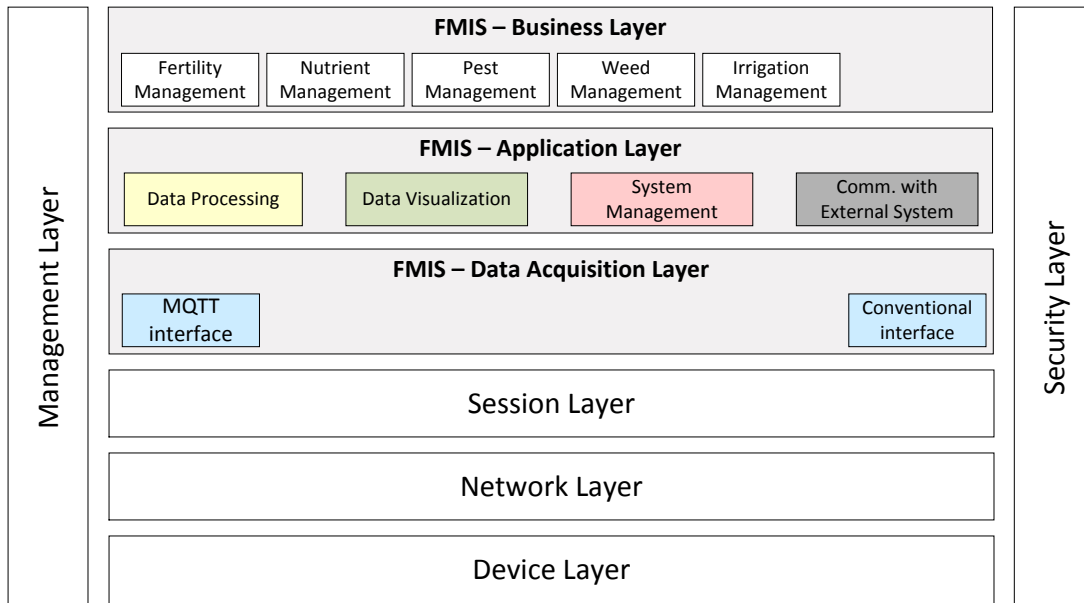 Management Layer
FMIS – Business Layer
Fertility
Management
Nutrient
Management
Pest
Management
Weed
Management
Irrigation
Management
FMIS – Application Layer
Data Processing
Data Visualization
System
Management
Comm. with
External System
FMIS – Data Acquisition Layer
MQTT
interface
Conventional
interface
Session Layer
Network Layer
Device Layer
Security Layer